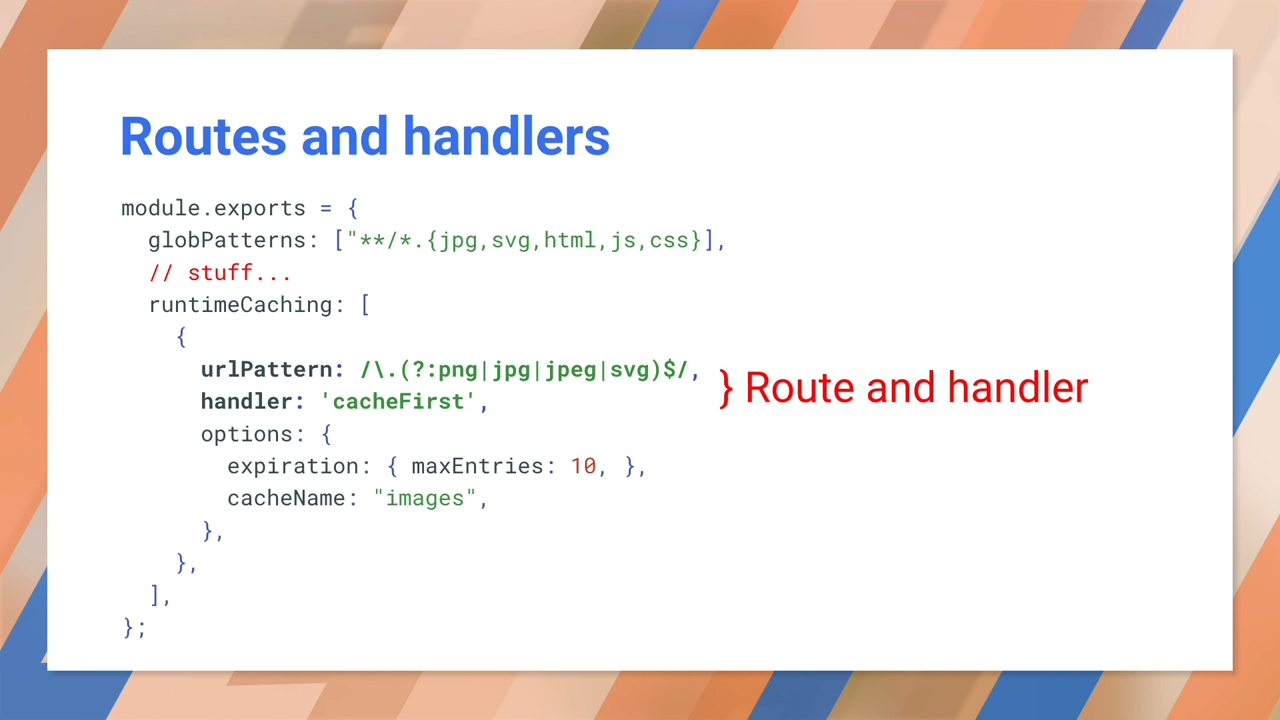 Routes and handlers
module.exports = {
globPatterns: ["**/*.{jpg,svg,html,js,css}],
// stuff...
runtimeCaching: [
{
urlPattern: /\.(?:png|jpg|jpeg|svg)$/,
handler: 'cacheFirst',
} Route and handler
options: {
expiration: { maxEntries: 10, },
cacheName: "images",
},
},
],
};